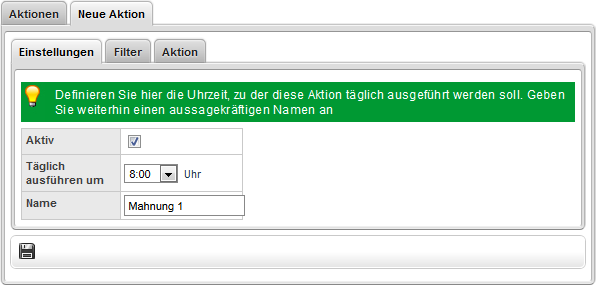 Aktionen
Neue Aktion
Einstellungen
Filter
Aktion
Definieren Sie hier die Uhrzeit, zu der diese Aktion täglich ausgeführt werden soll. Geben
Sie weiterhin einen aussagekräftigen Namen an
Aktiv
Täglich
ausführen um
8:00
Uhr
Name
Mahnung 1